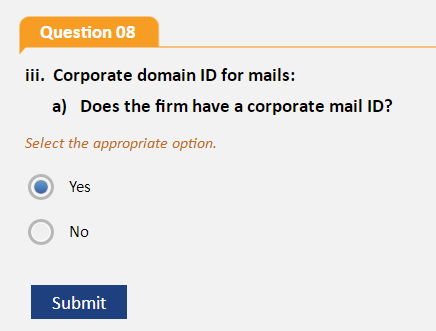 Question 08
iii. Corporate domain ID for mails:
a) Does the firm have a corporate mail ID?
Select the appropriate option.
Yes
No
Submit